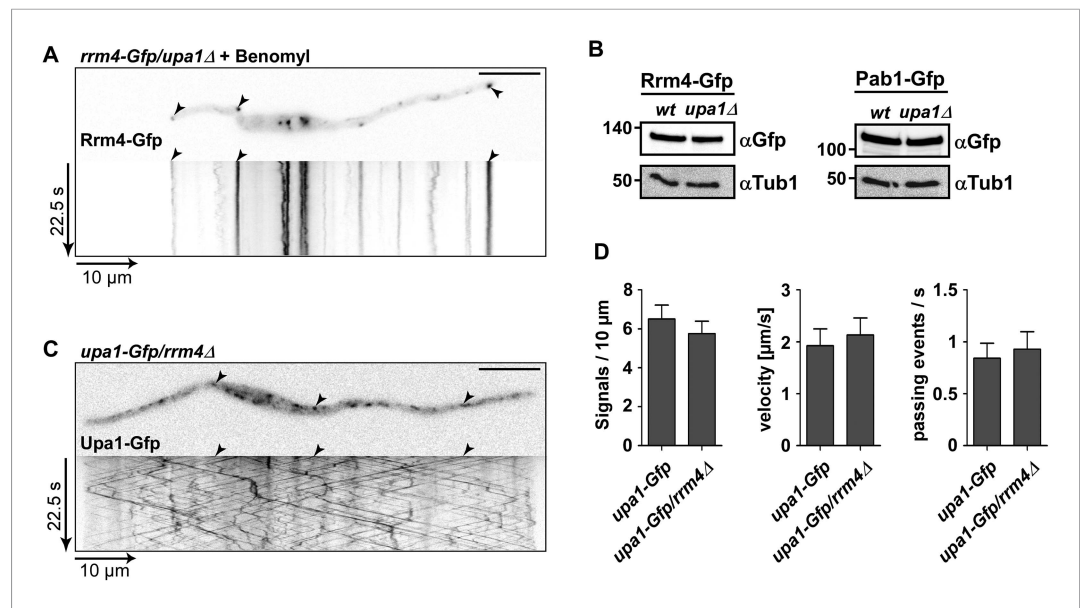 A
rrm4-Gfp/upa1Δ + Benomyl
Rrm4-Gfp
22.5 s
10 µm
B
Rrm4-Gfp
Pab1-Gfp
wt upa1Δ
wt upa1Δ
140
αGfp
100
αGfp
50
αTub1
50
αTub1
C
upa1-Gfp/rrm4Δ
Upa1-Gfp
22.5 s
10 µm
D
Signals / 10 µm
8
6
4
2
0
upa1-Gfp
upa1-Gfp/rrm4Δ
velocity [µm/s]
3
2
1
0
upa1-Gfp
upa1-Gfp/rrm4Δ
passing events / s
1.5
1
0.5
0
upa1-Gfp
upa1-Gfp/rrm4Δ